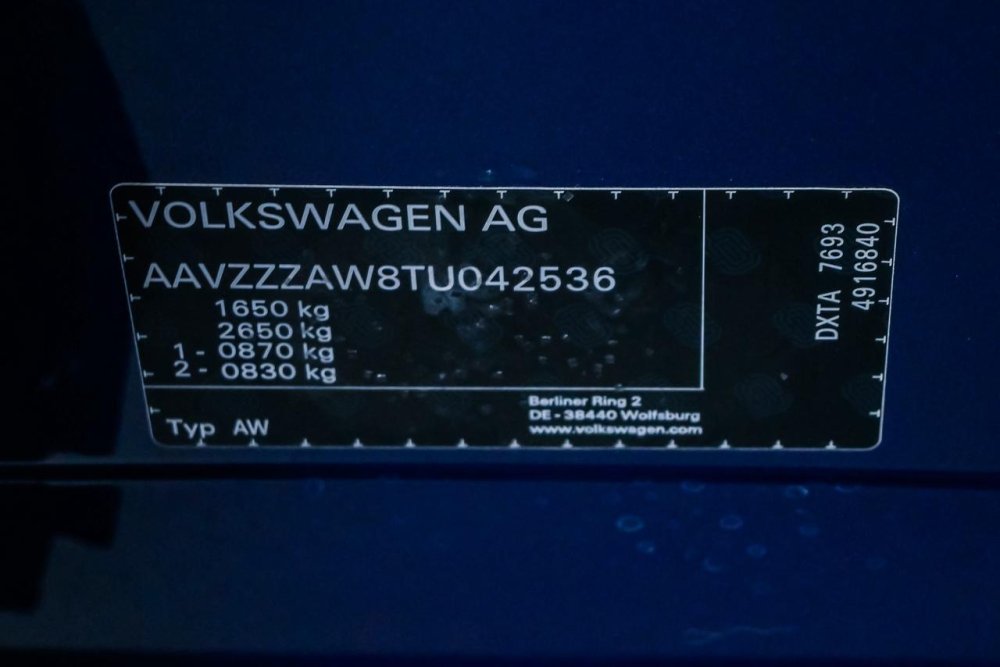 VOLKSWAGEN AG
AAVZZZAW8TU042536
1650 kg
2650 kg
1 - 0870 kg
2 - 0830 kg
Typ AW
Berliner Ring 2
DE - 38440 Wolfsburg
www.volkswagen.com
DXTA 7693
4916840